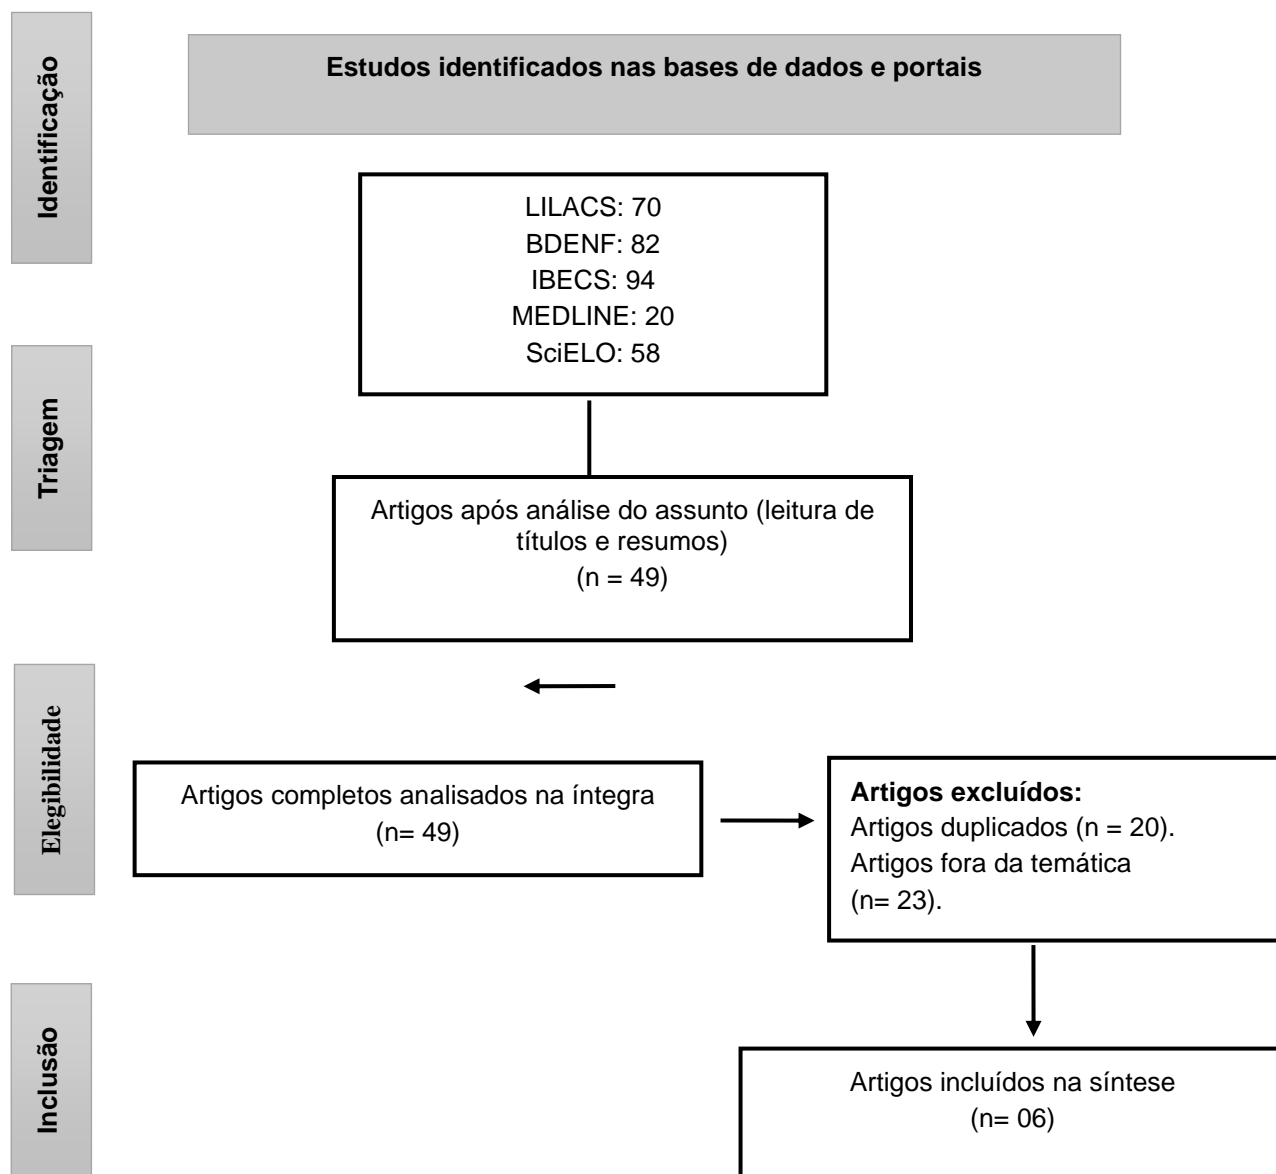 Identificação
Estudos identificados nas bases de dados e portais
LILACS: 70
BDENF: 82
IBECS: 94
MEDLINE: 20
SciELO: 58
Triagem
Artigos após análise do assunto (leitura de
títulos e resumos)
(n = 49)
Elegibilidade
Artigos completos analisados na íntegra
(n= 49)
Artigos excluídos:
Artigos duplicados (n = 20).
Artigos fora da temática
(n= 23).
Inclusão
Artigos incluídos na síntese
(n= 06)